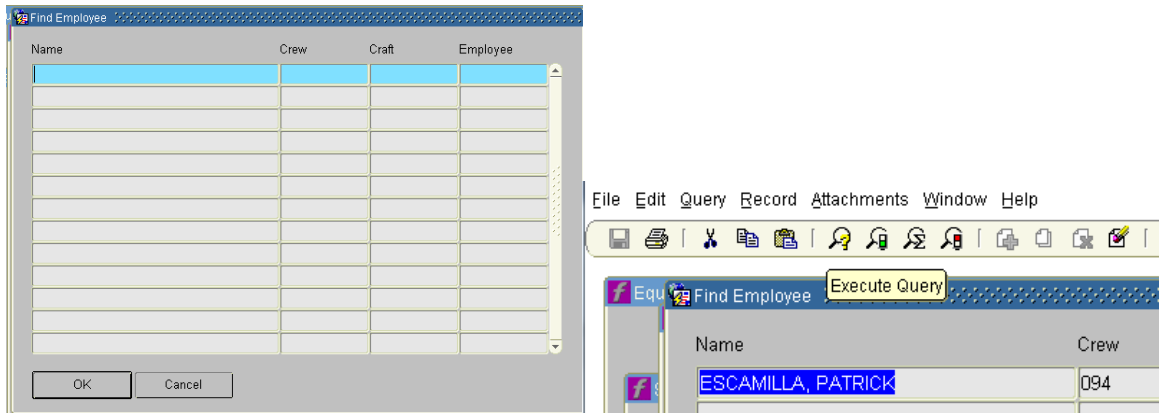 Find Employee
Name Crew Craft Employee
OK Cancel
File Edit Query Record Attachments Window Help
Execute Query
Equ Find Employee
Name Crew
ESCAMILLA, PATRICK 094